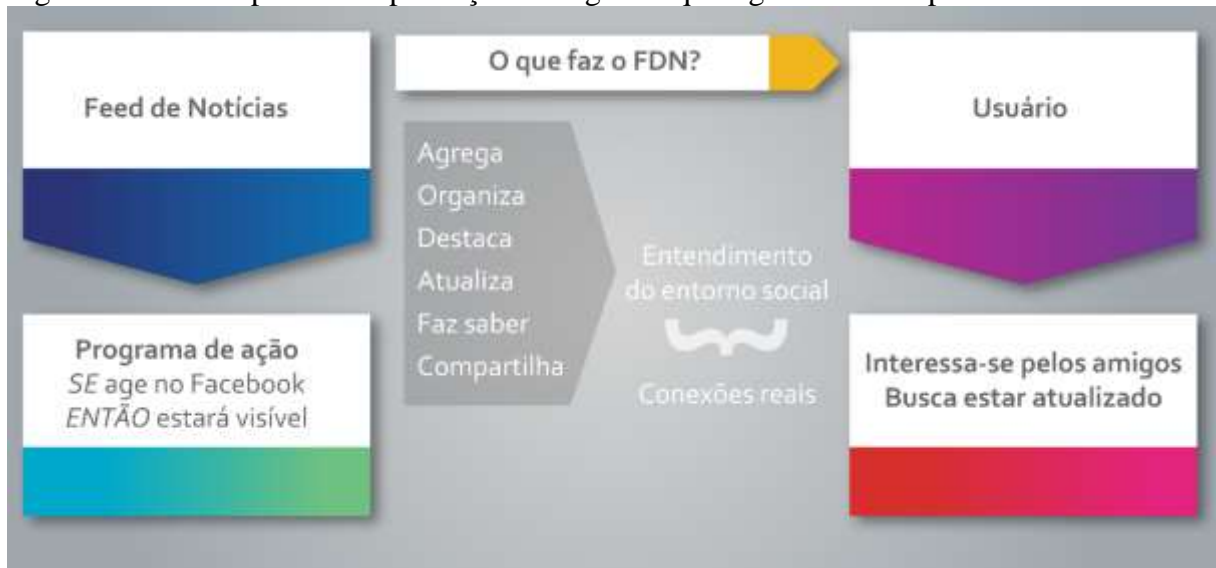 Feed de Notícias
O que faz o FDN?
Usuário
Agrega
Organiza
Destaca
Atualiza
Faz saber
Compartilha
Entendimento
do entorno social
Conexões reais
Programa de ação
SE age no Facebook
ENTÃO estará visível
Interessa-se pelos amigos
Busca estar atualizado